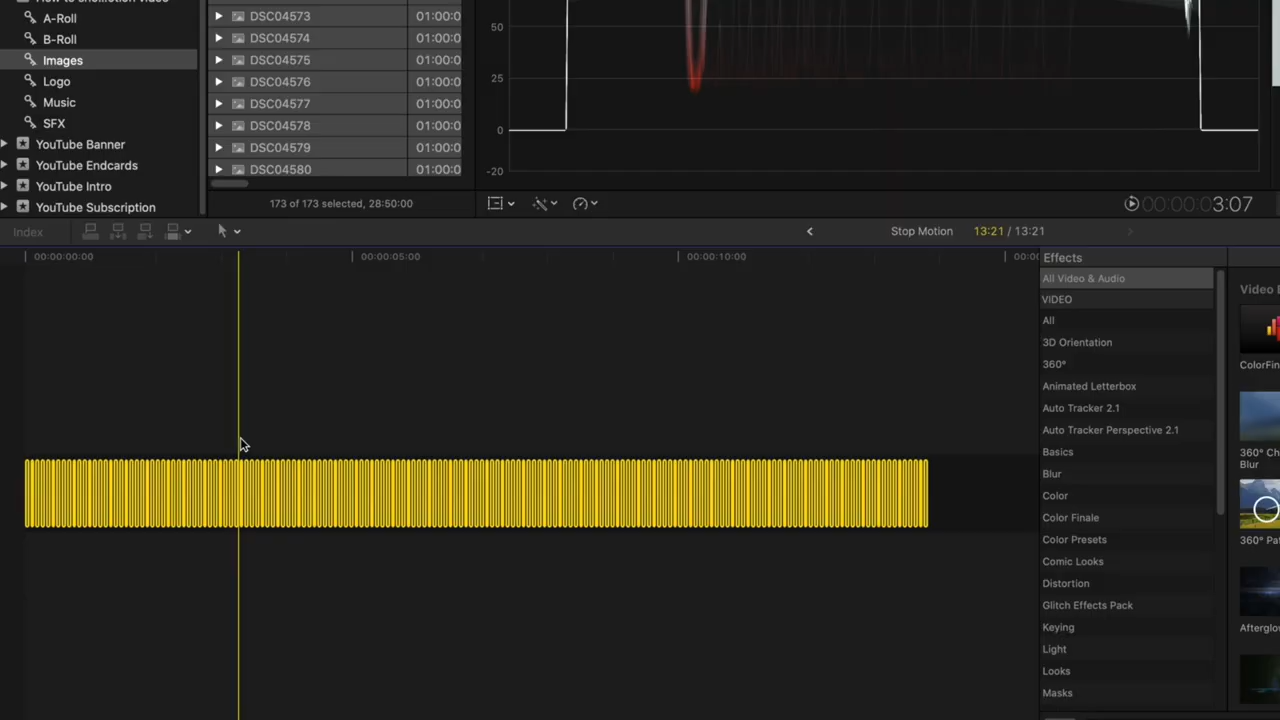 A-Roll
B-Roll
Images
Logo
Music
SFX
YouTube Banner
YouTube Endcards
YouTube Intro
YouTube Subscription
DSC04573 01:00:0
DSC04574 01:00:0
DSC04575 01:00:0
DSC04576 01:00:0
DSC04577 01:00:0
DSC04578 01:00:0
DSC04579 01:00:0
DSC04580 01:00:0
173 of 173 selected, 28:50:00
50
25
0
-20
00:00:00:03:07
Index
Stop Motion 13:21 / 13:21
00:00:00:00 00:00:05:00 00:00:10:00 00:00
Effects
All Video & Audio
VIDEO
All
3D Orientation
360°
Animated Letterbox
Auto Tracker 2.1
Auto Tracker Perspective 2.1
Basics
Blur
Color
Color Finale
Color Presets
Comic Looks
Distortion
Glitch Effects Pack
Keying
Light
Looks
Masks
Video
ColorFin
360° Ch
Blur
360° Pat
Afterglo